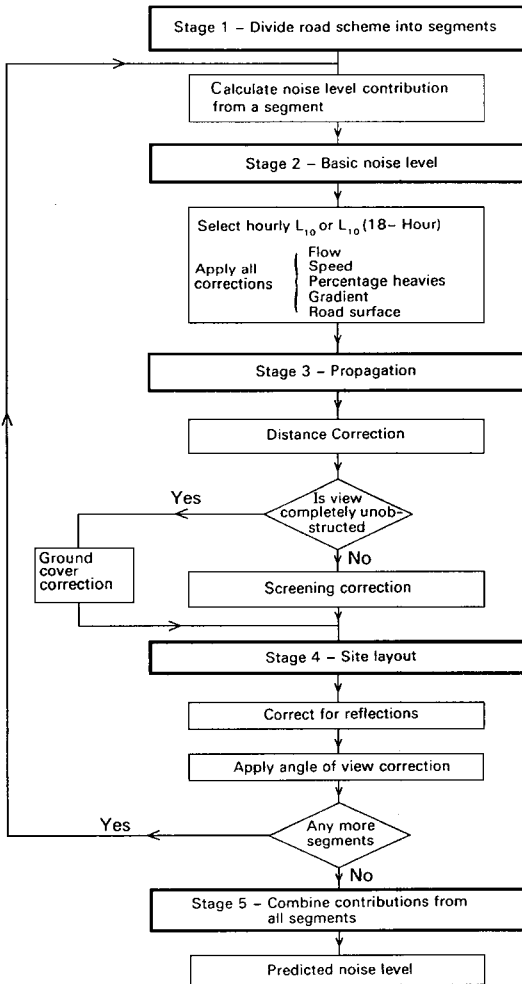 Stage 1 – Divide road scheme into segments
Calculate noise level contribution
from a segment
Stage 2 – Basic noise level
Select hourly L10 or L10 (18– Hour)
Apply all
corrections
Flow
Speed
Percentage heavies
Gradient
Road surface
Stage 3 – Propagation
Distance Correction
Is view
completely unob-
structed
Yes
No
Ground
cover
correction
Screening correction
Stage 4 – Site layout
Correct for reflections
Apply angle of view correction
Any more
segments
Yes
No
Stage 5 – Combine contributions from
all segments
Predicted noise level